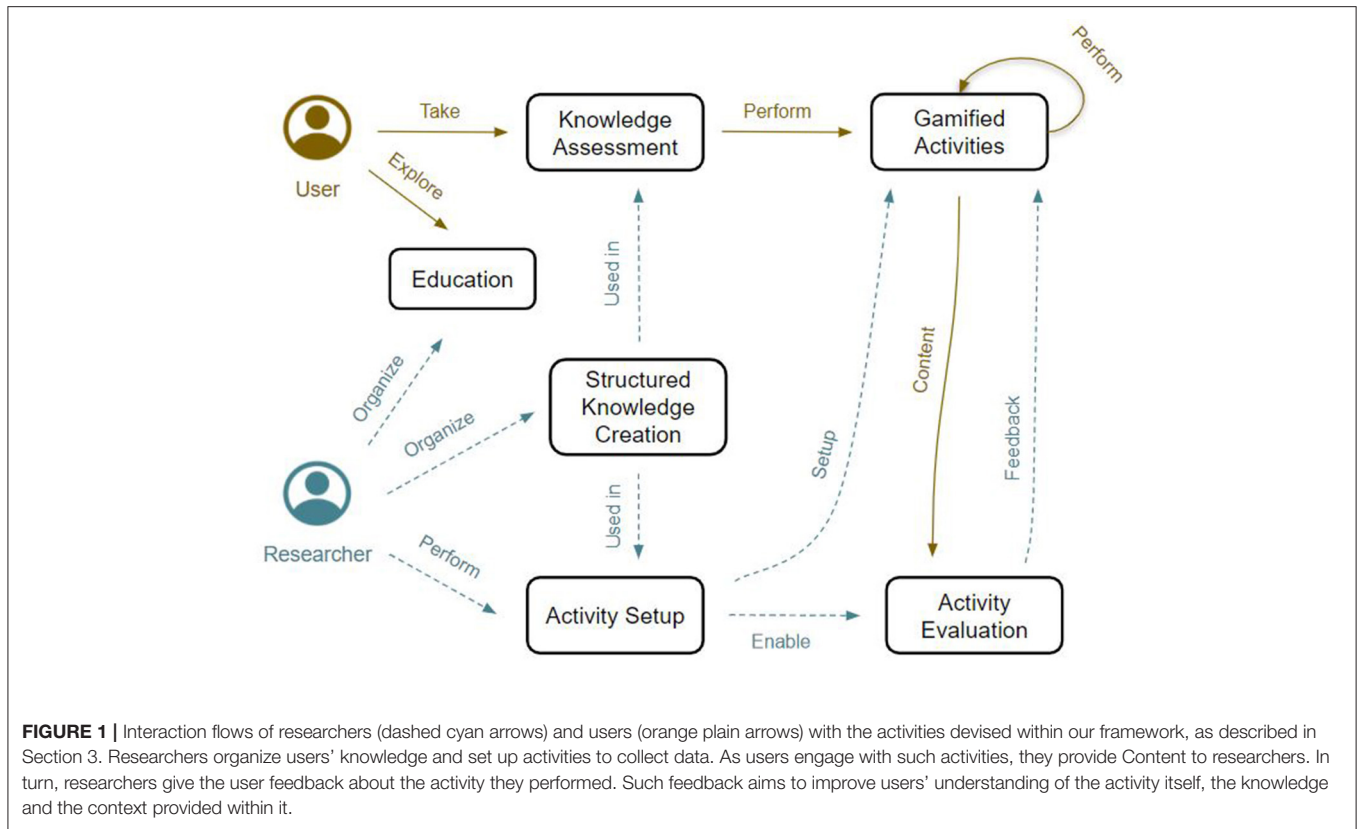 Perform
Take
Knowledge
Assessment
Perform
Gamified
Activities
User
Explore
Education
Used in
Content
Feedback
Organize
Organize
Structured
Knowledge
Creation
Setup
Researcher
Perform
Used in
Activity Setup
Enable
Activity
Evaluation
FIGURE 1 | Interaction flows of researchers (dashed cyan arrows) and users (orange plain arrows) with the activities devised within our framework, as described in
Section 3. Researchers organize users’ knowledge and set up activities to collect data. As users engage with such activities, they provide Content to researchers. In
turn, researchers give the user feedback about the activity they performed. Such feedback aims to improve users’ understanding of the activity itself, the knowledge
and the context provided within it.